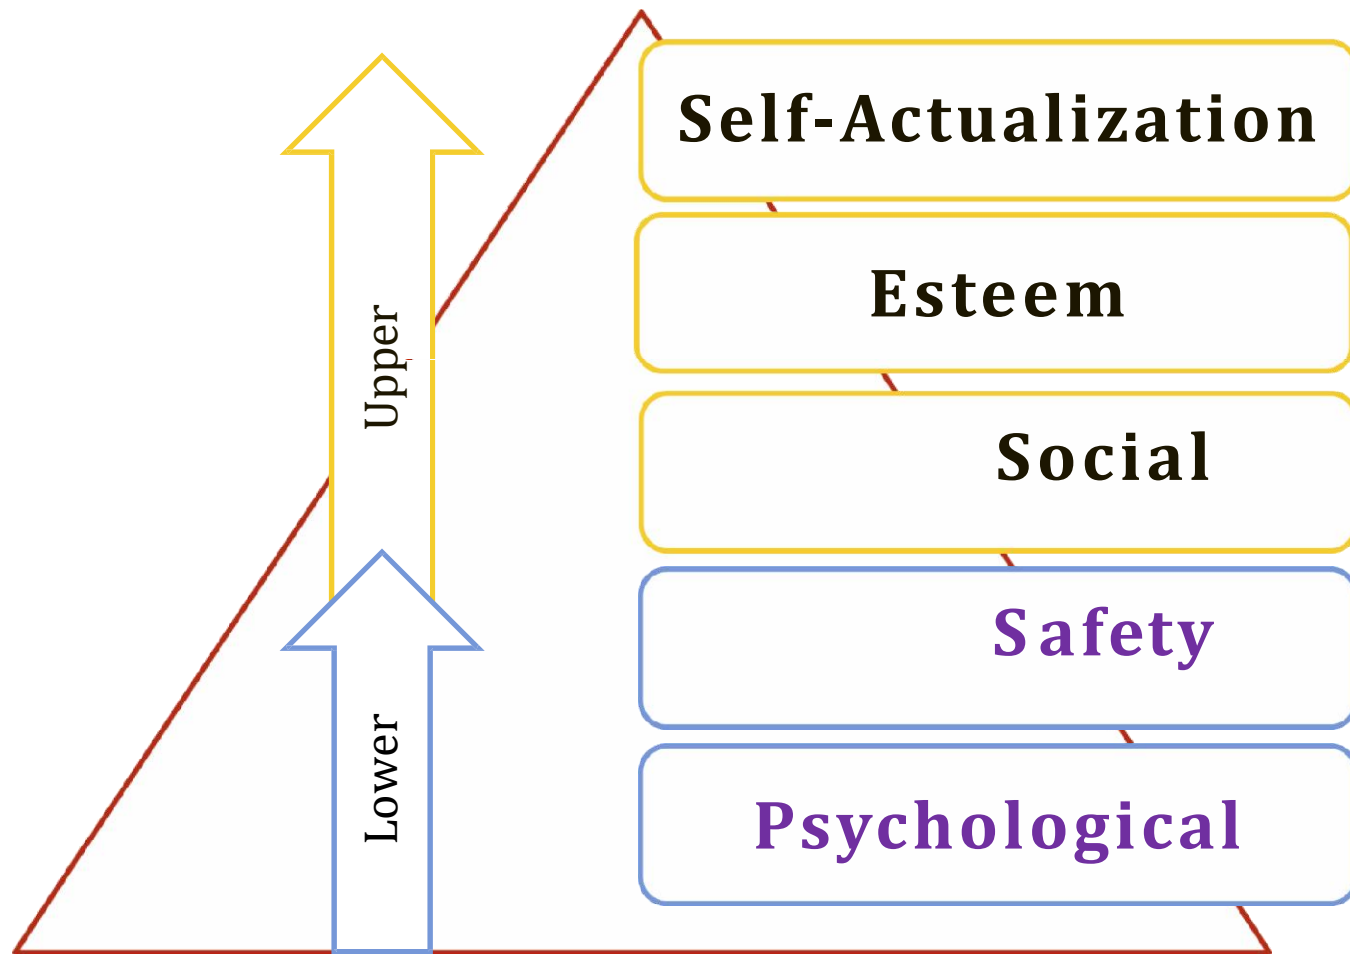 Self-Actualization
Esteem
Upper
Social
Safety
Lower
Psychological